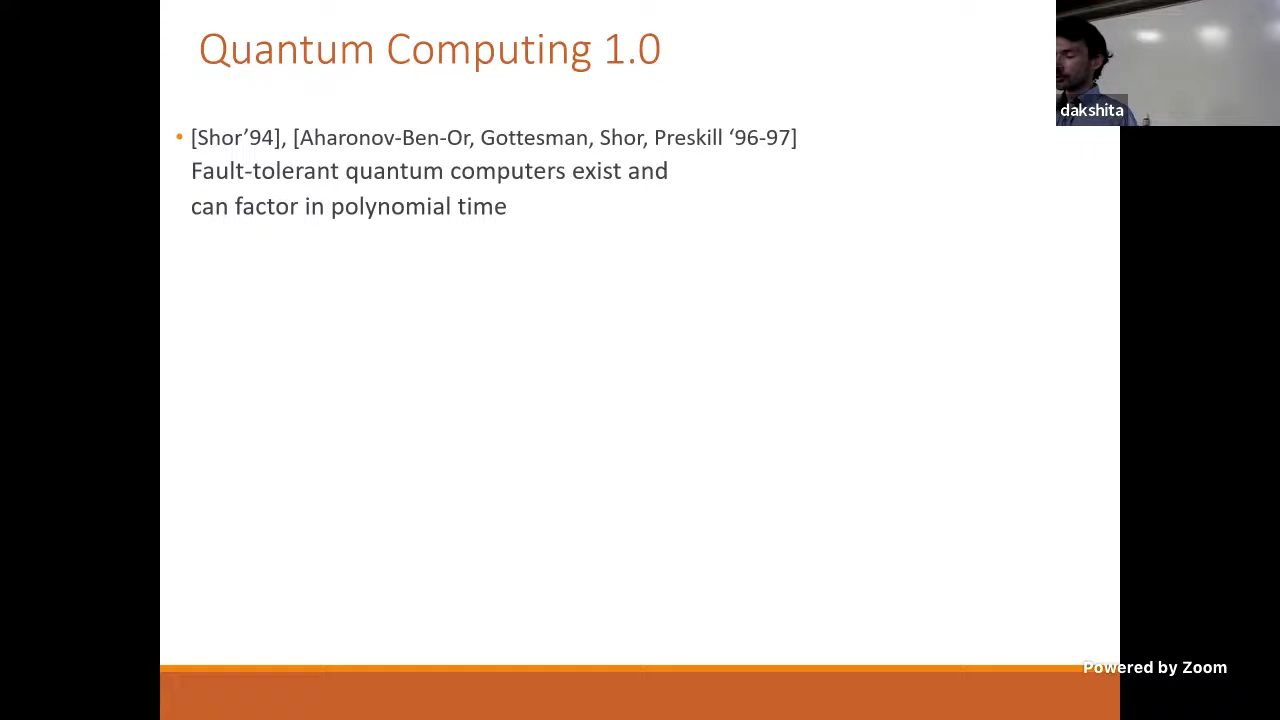 Quantum Computing 1.0
dakshita
• [Shor’94], [Aharonov-Ben-Or, Gottesman, Shor, Preskill ‘96-97]
Fault-tolerant quantum computers exist and
can factor in polynomial time
Powered by Zoom